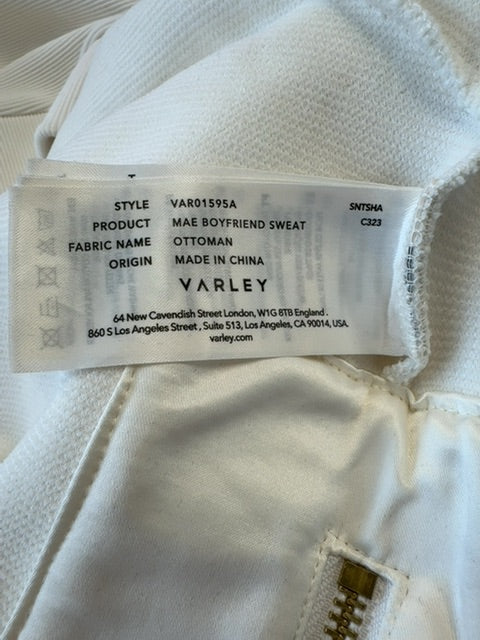 STYLE VAR01595A SNTSHA
PRODUCT MAE BOYFRIEND SWEAT C323
FABRIC NAME OTTOMAN
ORIGIN MADE IN CHINA
VARLEY
64 New Cavendish Street London, W1G 8TB England .
860 S Los Angeles Street , Suite 513, Los Angeles, CA 90014, USA.
varley.com